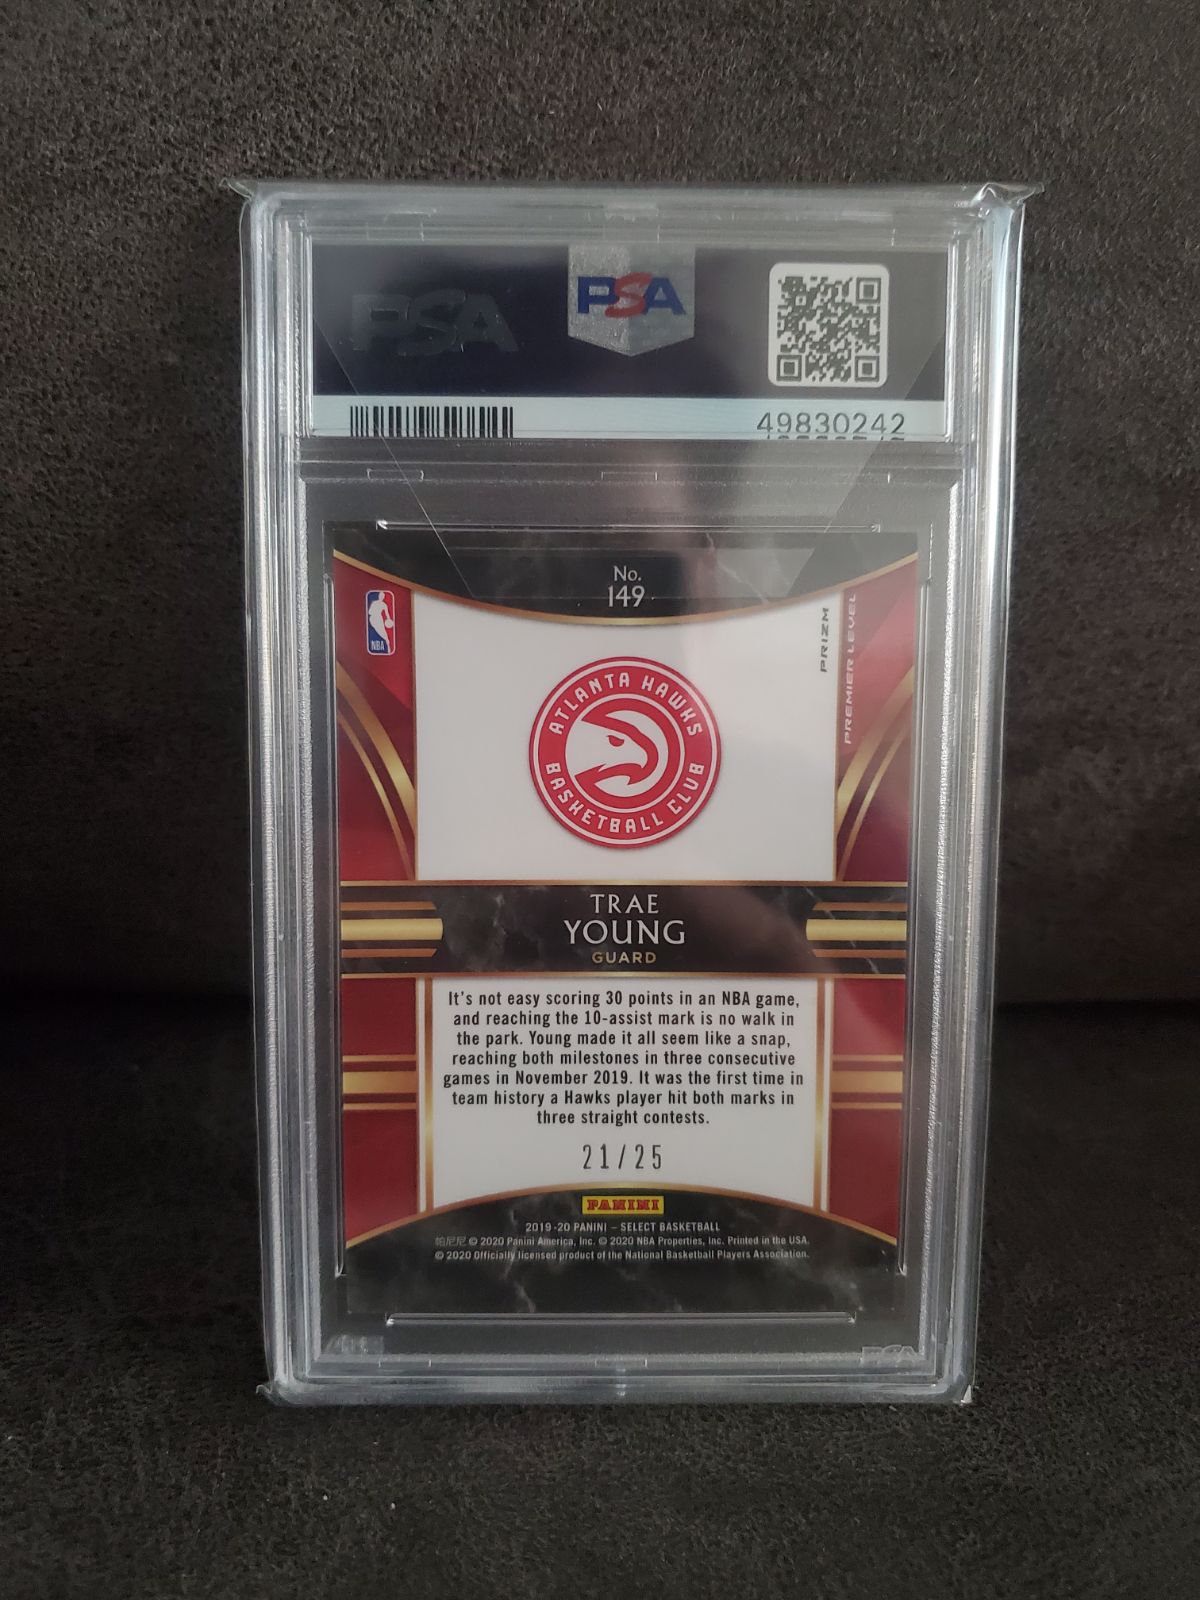 PSA
PSA
49830242
No.
149
NBA
PRIZM
PREMIER LEVEL
ATLANTA HAWKS
BASKETBALL CLUB
TRAE
YOUNG
GUARD
It's not easy scoring 30 points in an NBA game,
and reaching the 10-assist mark is no walk in
the park. Young made it all seem like a snap,
reaching both milestones in three consecutive
games in November 2019. It was the first time in
team history a Hawks player hit both marks in
three straight contests.
21/25
PANINI
2019-20 PANINI – SELECT BASKETBALL
帕尼尼 © 2020 Panini America, Inc. © 2020 NBA Properties, Inc. Printed in the USA.
© 2020 Officially licensed product of the National Basketball Players Association.
PSA